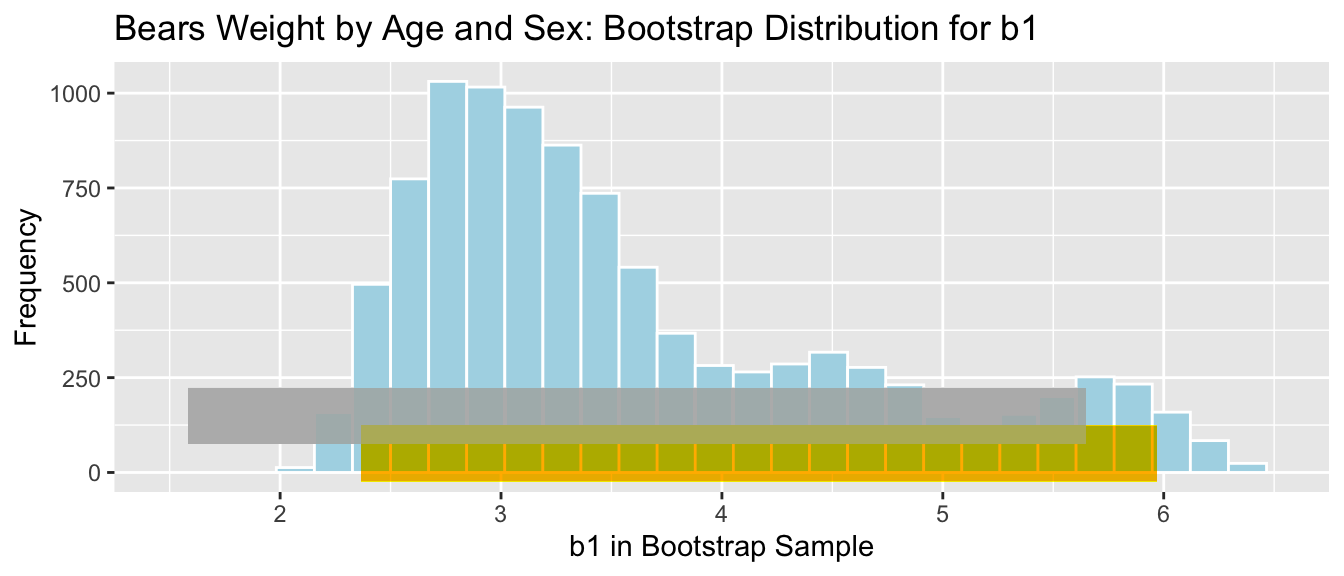 Bears Weight by Age and Sex: Bootstrap Distribution for b1
Frequency
1000
750
500
250
0
2 3 4 5 6
b1 in Bootstrap Sample